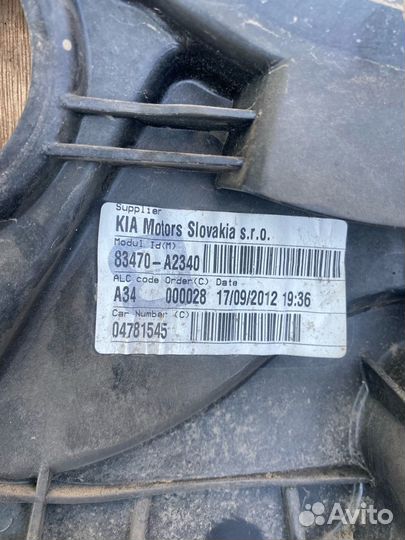 Supplier
KIA Motors Slovakia s.r.o.
Modul Id(M)
83470-A2340
ALC code Order(C) Date
A34 000028 17/09/2012 19:36
Car Number (C)
04781545
Avito